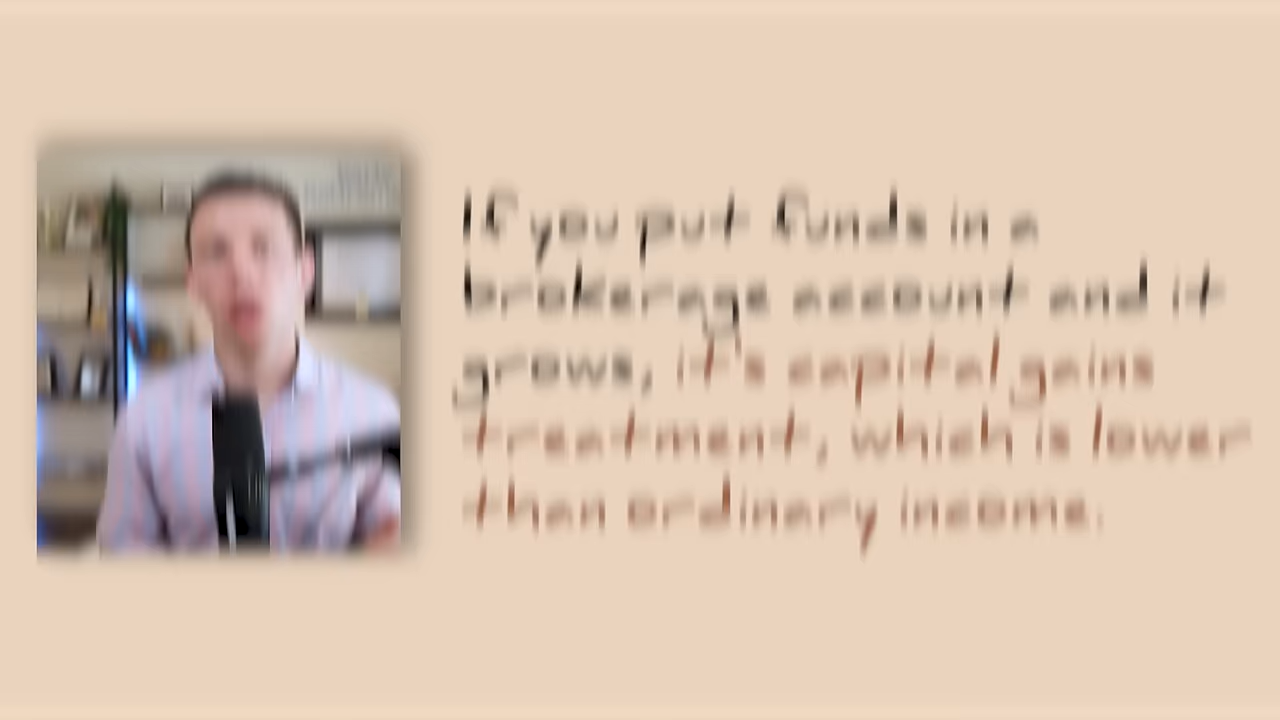 If you put funds in a
brokerage account and it
grows, it's capital gains
treatment, which is lower
than ordinary income.